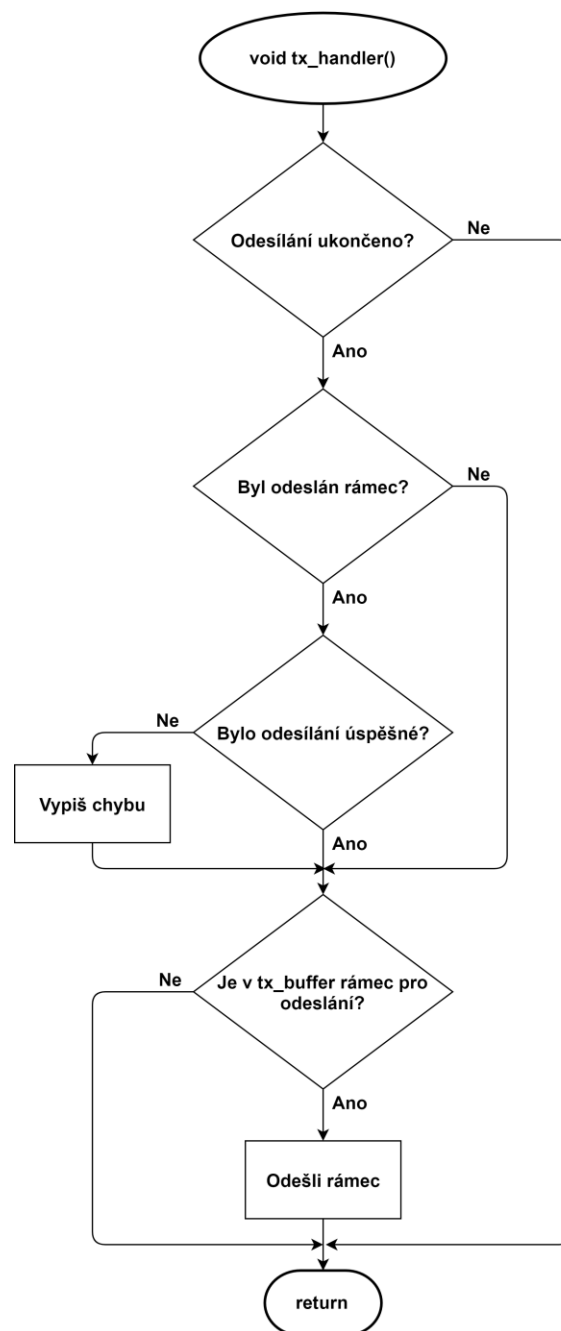 void tx_handler()
Odesílání ukončeno?
Ne
Ano
Byl odeslán rámec?
Ne
Ano
Bylo odesílání úspěšné?
Ne
Vypiš chybu
Ano
Je v tx_buffer rámec pro
odeslání?
Ne
Ano
Odešli rámec
return